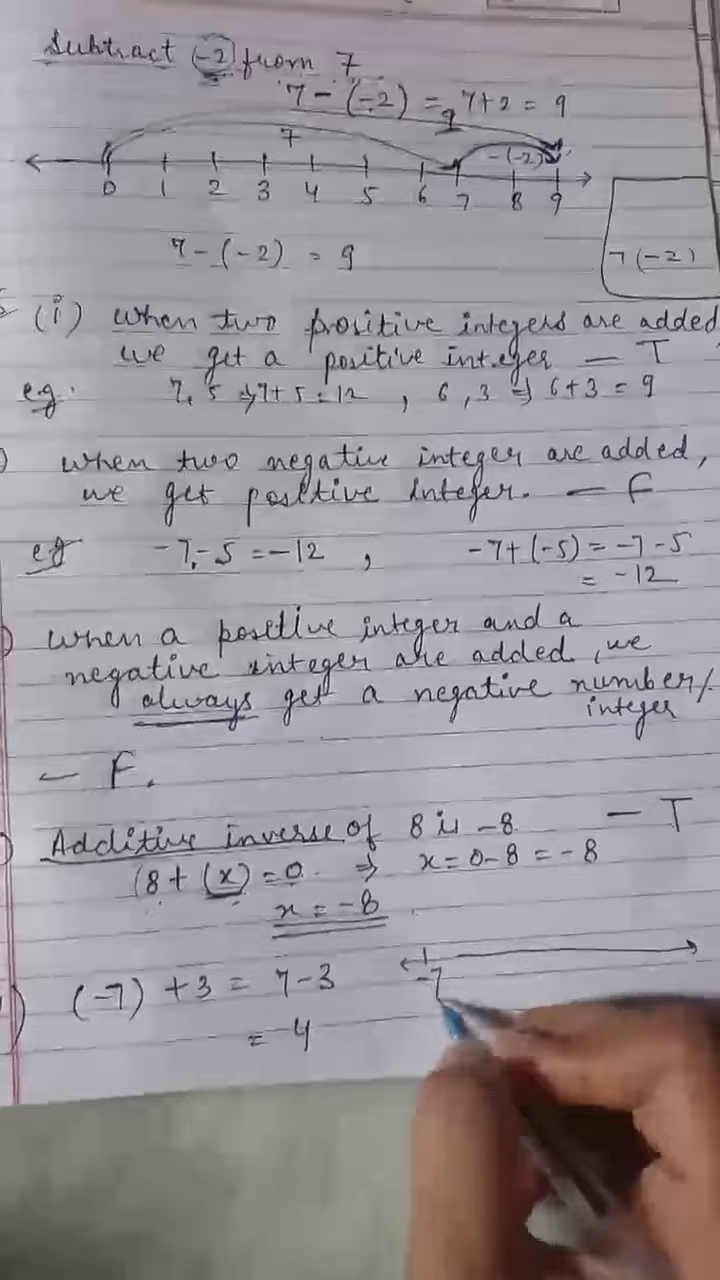 Subtract (-2) from 7
7 - (-2) = 7+2 = 9
9
7
-(-2)
0 1 2 3 4 5 6 7 8 9
7 - (-2) = 9
7 (-2)
(i) when two positive integers are added
we get a positive integer — T
eg. 7, 5 ⇒ 7+5 = 12 , 6, 3 ⇒ 6+3 = 9
when two negative integer are added,
we get positive integer. — F
eg -7, -5 = -12 , -7+(-5) = -7-5
= -12
when a positive integer and a
negative integer are added, we
always get a negative number/
integer
— F.
Additive inverse of 8 is -8 — T
8 + (x) = 0 ⇒ x = 0-8 = -8
x = -8
(-7) +3 = 7-3
= 4
-7